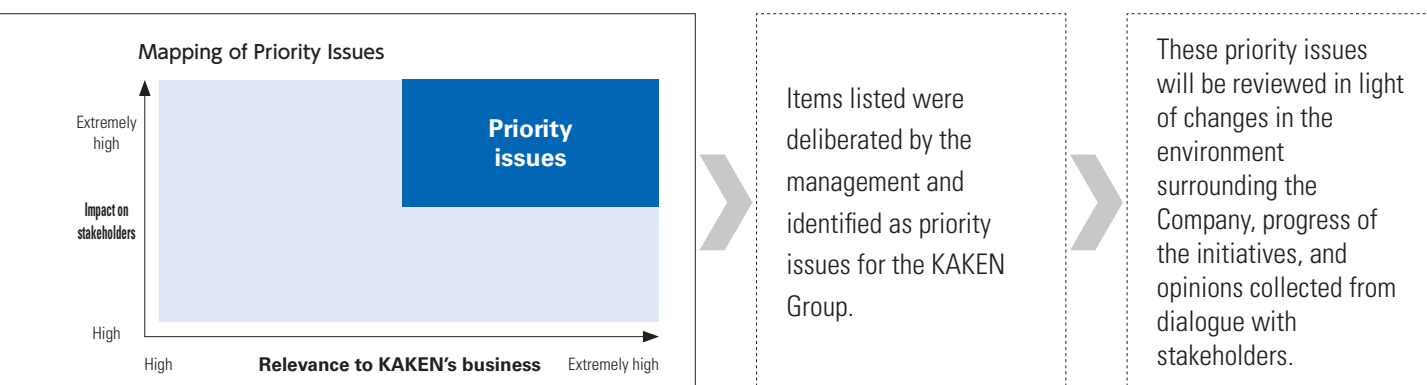 Mapping of Priority Issues
Extremely
high
Priority
issues
Impact on
stakeholders
High
High
Relevance to KAKEN's business
Extremely high
Items listed were
deliberated by the
management and
identified as priority
issues for the KAKEN
Group.
These priority issues
will be reviewed in light
of changes in the
environment
surrounding the
Company, progress of
the initiatives, and
opinions collected from
dialogue with
stakeholders.